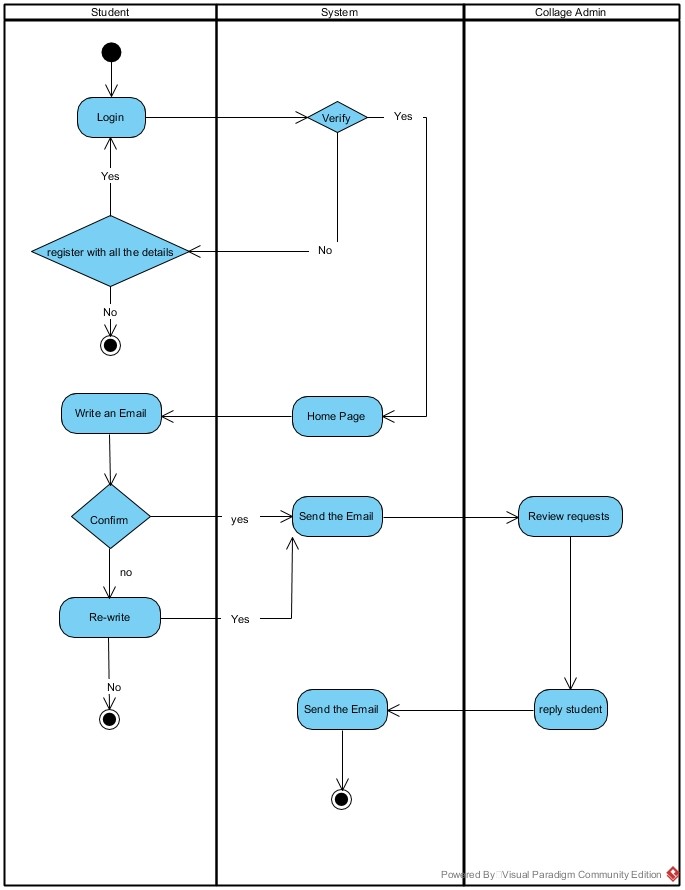 Student
System
Collage Admin
Login
Verify
Yes
Yes
register with all the details
No
No
Write an Email
Home Page
Confirm
yes
Send the Email
Review requests
no
Re-write
Yes
No
Send the Email
reply student
Powered By Visual Paradigm Community Edition